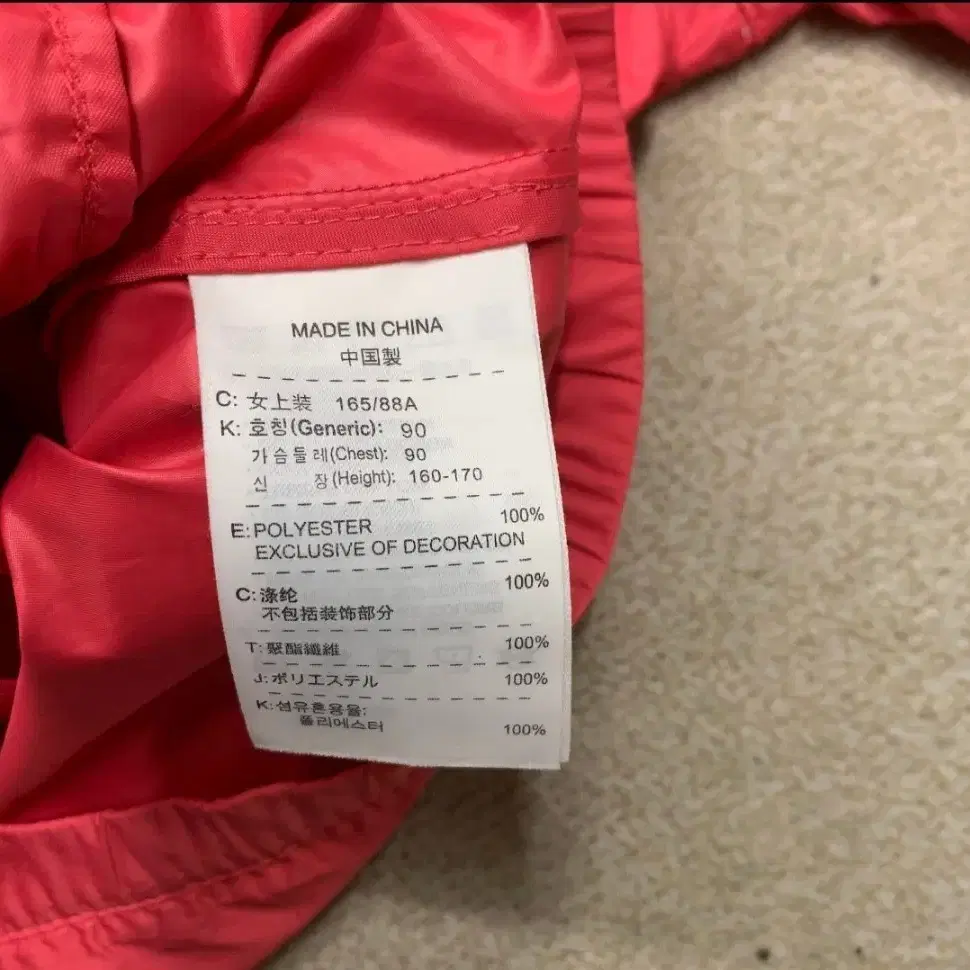 MADE IN CHINA
中国製
C: 女上装 165/88A
K: 호칭(Generic): 90
가슴둘레(Chest): 90
신 장(Height): 160-170
E: POLYESTER 100%
EXCLUSIVE OF DECORATION
C: 涤纶 100%
不包括装饰部分
T: 聚酯纖維 100%
J: ポリエステル 100%
K: 섬유혼용율:
폴리에스터 100%